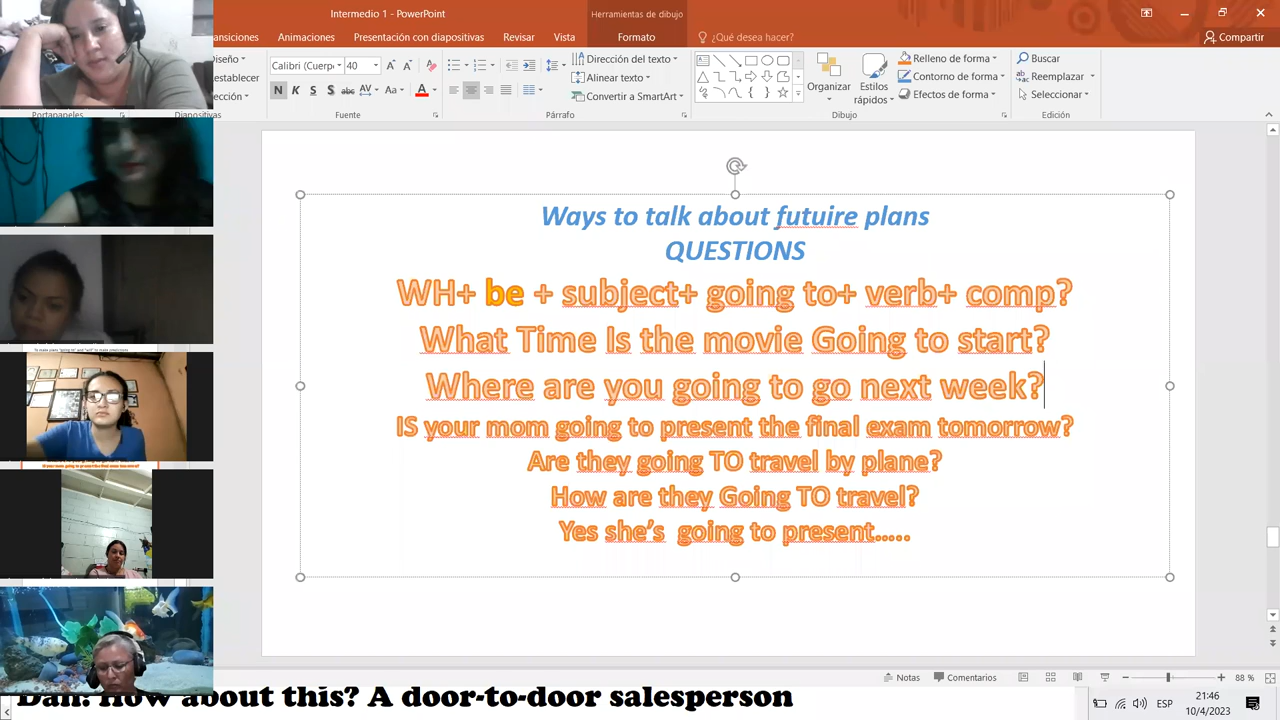 Intermedio 1 - PowerPoint
Herramientas de dibujo
ansiciones Animaciones Presentación con diapositivas Revisar Vista Formato ¿Qué desea hacer? Compartir
Diseño
establecer
ección
Portapapeles
Diapositivas
Calibri (Cuerp
40
N K S S abc AV Aa A
Fuente
Dirección del texto
Alinear texto
Convertir a SmartArt
Párrafo
Organizar
Estilos
rápidos
Relleno de forma
Contorno de forma
Efectos de forma
Dibujo
Buscar
Reemplazar
Seleccionar
Edición
Ways to talk about futuire plans
QUESTIONS
WH+ be + subject+ going to+ verb+ comp?
What Time Is the movie Going to start?
Where are you going to go next week?
IS your mom going to present the final exam tomorrow?
Are they going TO travel by plane?
How are they Going TO travel?
Yes she's going to present.....
Notas Comentarios 88 %
Dan: How about this? A door-to-door salesperson
ESP
21:46
10/4/2023